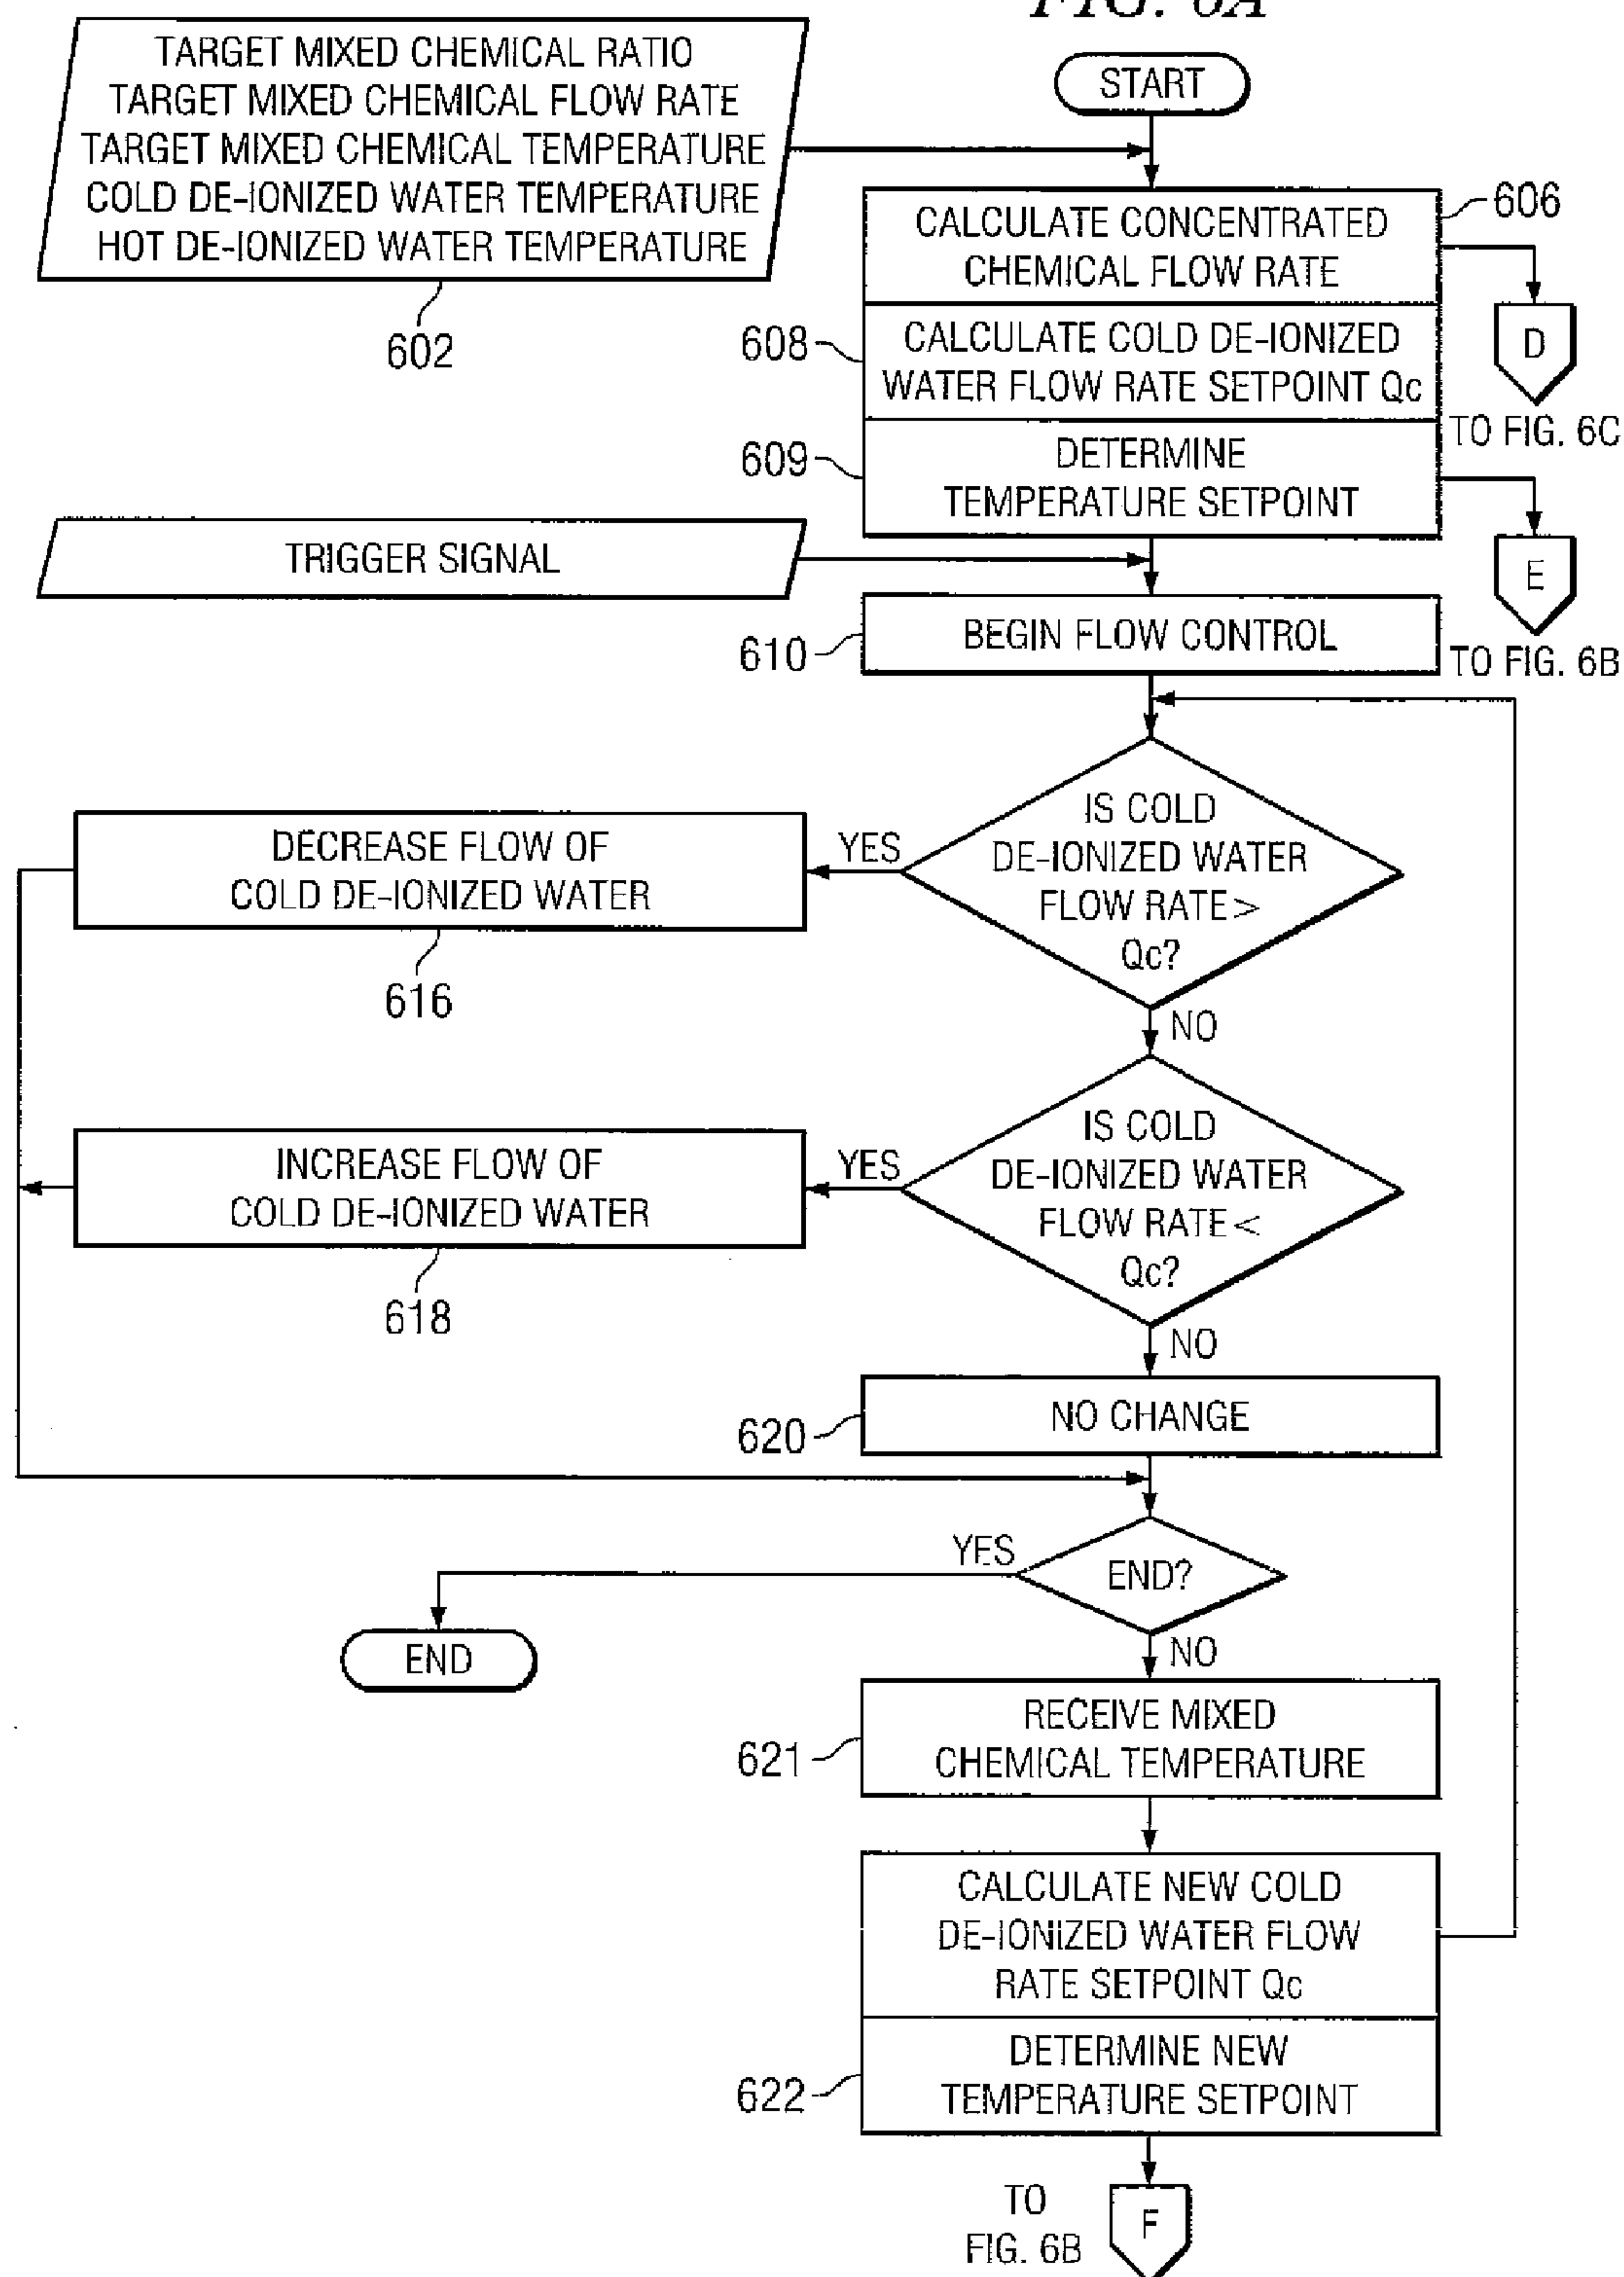 FIG. 6A
TARGET MIXED CHEMICAL RATIO
TARGET MIXED CHEMICAL FLOW RATE
TARGET MIXED CHEMICAL TEMPERATURE
COLD DE-IONIZED WATER TEMPERATURE
HOT DE-IONIZED WATER TEMPERATURE
602
START
CALCULATE CONCENTRATED
CHEMICAL FLOW RATE
606
D
TO FIG. 6C
608
CALCULATE COLD DE-IONIZED
WATER FLOW RATE SETPOINT Qc
609
DETERMINE
TEMPERATURE SETPOINT
E
TO FIG. 6B
TRIGGER SIGNAL
610
BEGIN FLOW CONTROL
IS COLD
DE-IONIZED WATER
FLOW RATE >
Qc?
YES
DECREASE FLOW OF
COLD DE-IONIZED WATER
616
NO
IS COLD
DE-IONIZED WATER
FLOW RATE <
Qc?
YES
INCREASE FLOW OF
COLD DE-IONIZED WATER
618
NO
620
NO CHANGE
END?
YES
END
NO
621
RECEIVE MIXED
CHEMICAL TEMPERATURE
CALCULATE NEW COLD
DE-IONIZED WATER FLOW
RATE SETPOINT Qc
622
DETERMINE NEW
TEMPERATURE SETPOINT
TO
FIG. 6B
F